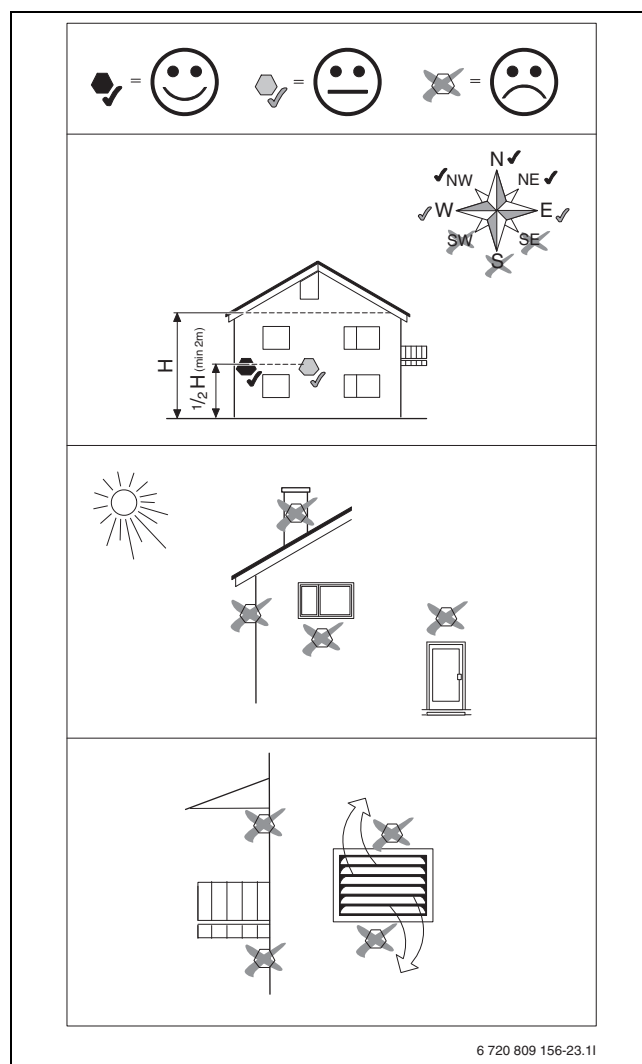 =
=
=
N
NW
NE
W
E
SW
SE
S
H
1/2 H (min 2m)
6 720 809 156-23.1I